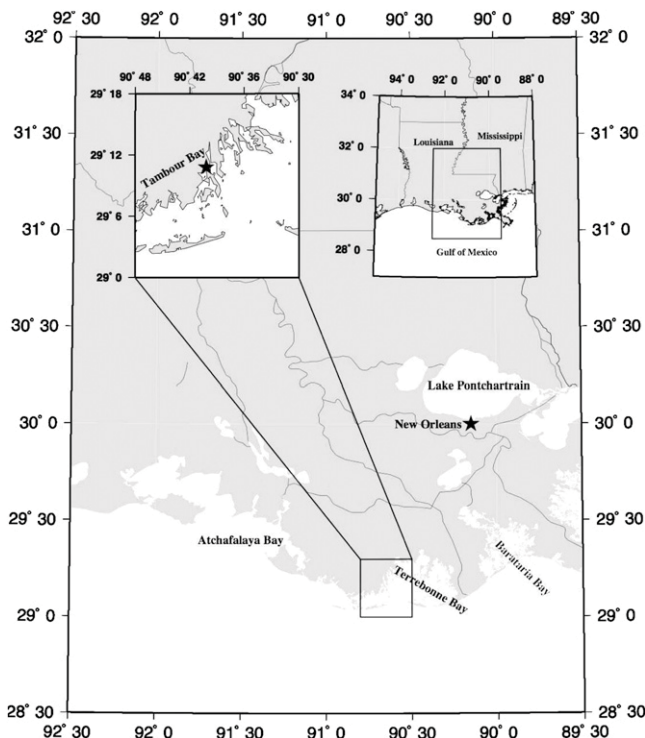 92˚ 30 92˚ 0 91˚ 30 91˚ 0 90˚ 30 90˚ 0 89˚ 30
32˚ 0 32˚ 0
90˚ 48 90˚ 42 90˚ 36 90˚ 30
94˚ 0 92˚ 0 90˚ 0 88˚ 0
29˚ 18
34˚ 0
31˚ 30 31˚ 30
Tambour Bay
Louisiana
Mississippi
32˚ 0
29˚ 12
30˚ 0
29˚ 6
31˚ 0 31˚ 0
28˚ 0
Gulf of Mexico
29˚ 0
30˚ 30 30˚ 30
Lake Pontchartrain
30˚ 0 30˚ 0
New Orleans
29˚ 30 29˚ 30
Atchafalaya Bay
Barataria Bay
Terrebonne Bay
29˚ 0 29˚ 0
28˚ 30 28˚ 30
92˚ 30 92˚ 0 91˚ 30 91˚ 0 90˚ 30 90˚ 0 89˚ 30